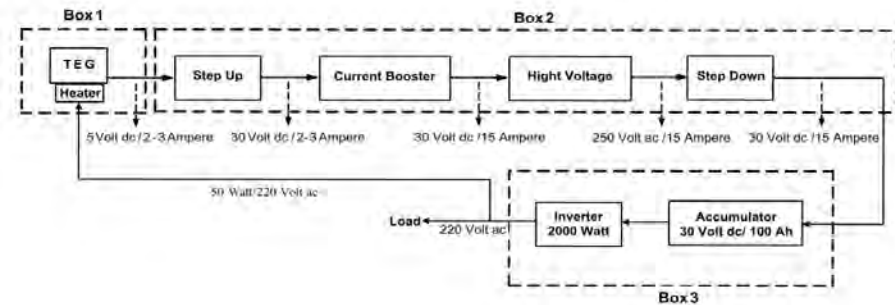 Box 1
Box 2
TEG
Heater
Step Up
Current Booster
Hight Voltage
Step Down
5 Volt dc/2-3 Ampere
30 Volt dc/2-3 Ampere
30 Volt dc/15 Ampere
250 Volt ac/15 Ampere
30 Volt dc/15 Ampere
50 Watt/220 Volt ac
Load
220 Volt ac
Inverter
2000 Watt
Accumulator
30 Volt dc/ 100 Ah
Box 3